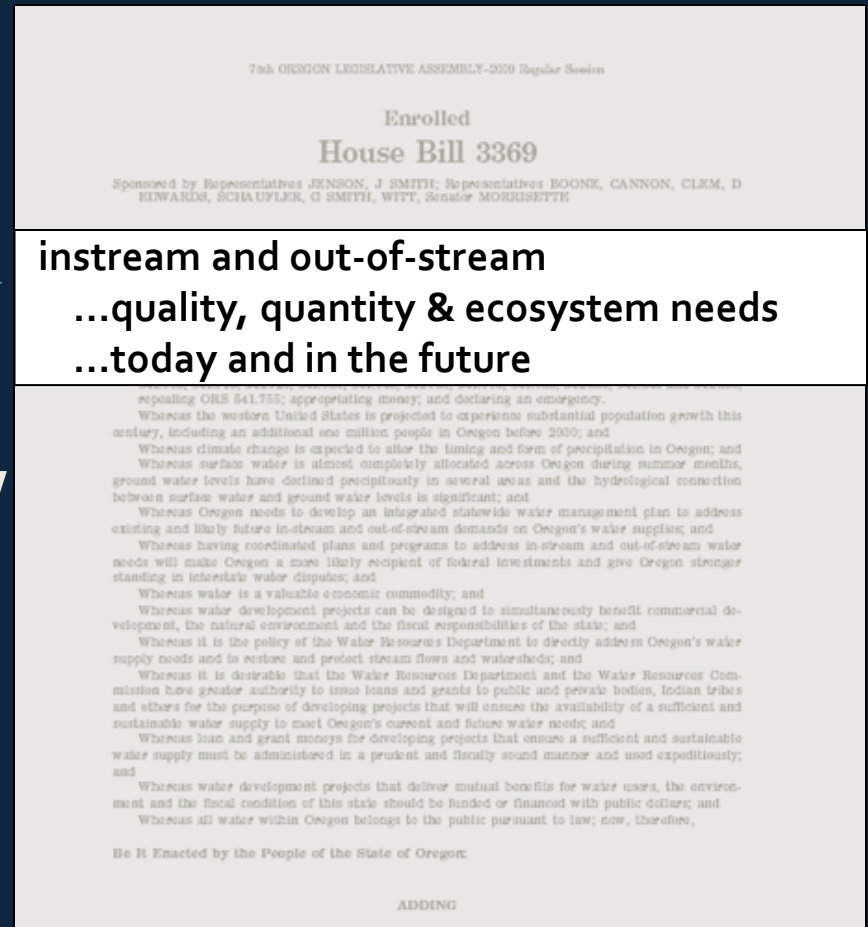 75th OREGON LEGISLATIVE ASSEMBLY--2009 Regular Session
Enrolled
House Bill 3369
Sponsored by Representatives JENSON, J SMITH; Representatives BOONE, CANNON, CLEM, D
EDWARDS, SCHAUFLER, G SMITH, WITT, Senator MORRISETTE
instream and out-of-stream
...quality, quantity & ecosystem needs
...today and in the future
repealing ORS 541.755; appropriating money; and declaring an emergency.
Whereas the western United States is projected to experience substantial population growth this
century, including an additional one million people in Oregon before 2030; and
Whereas climate change is expected to alter the timing and form of precipitation in Oregon; and
Whereas surface water is almost completely allocated across Oregon during summer months,
ground water levels have declined precipitously in several areas and the hydrological connection
between surface water and ground water levels is significant; and
Whereas Oregon needs to develop an integrated statewide water management plan to address
existing and likely future in-stream and out-of-stream demands on Oregon's water supplies; and
Whereas having coordinated plans and programs to address in-stream and out-of-stream water
needs will make Oregon a more likely recipient of federal investments and give Oregon stronger
standing in interstate water disputes; and
Whereas water is a valuable economic commodity; and
Whereas water development projects can be designed to simultaneously benefit commercial de-
velopment, the natural environment and the fiscal responsibilities of the state; and
Whereas it is the policy of the Water Resources Department to directly address Oregon's water
supply needs and to restore and protect stream flows and watersheds; and
Whereas it is desirable that the Water Resources Department and the Water Resources Com-
mission have greater authority to issue loans and grants to public and private bodies, Indian tribes
and others for the purpose of developing projects that will ensure the availability of a sufficient and
sustainable water supply to meet Oregon's current and future water needs; and
Whereas loan and grant moneys for developing projects that ensure a sufficient and sustainable
water supply must be administered in a prudent and fiscally sound manner and used expeditiously;
and
Whereas water development projects that deliver mutual benefits for water users, the environ-
ment and the fiscal condition of this state should be funded or financed with public dollars; and
Whereas all water within Oregon belongs to the public pursuant to law; now, therefore,
Be It Enacted by the People of the State of Oregon:
ADDING